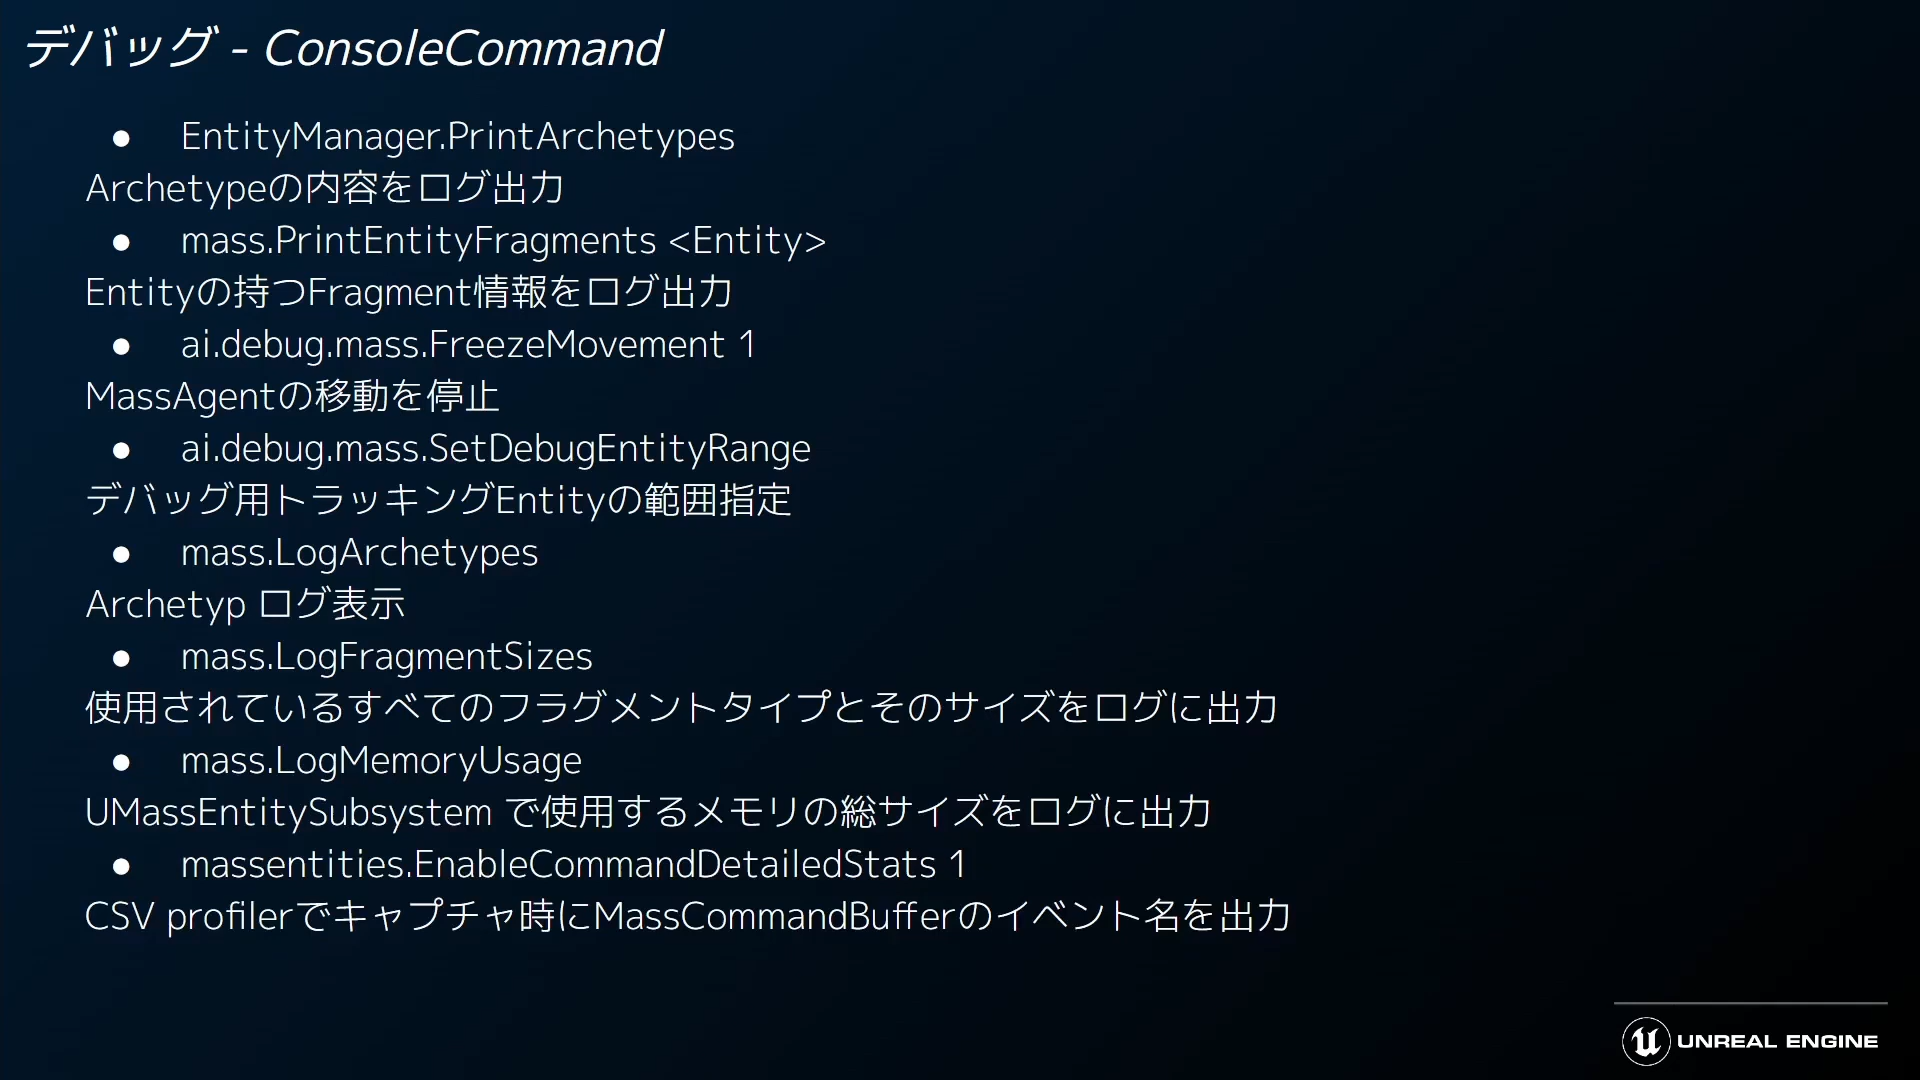 デバッグ - ConsoleCommand
● EntityManager.PrintArchetypes
Archetypeの内容をログ出力
● mass.PrintEntityFragments <Entity>
Entityの持つFragment情報をログ出力
● ai.debug.mass.FreezeMovement 1
MassAgentの移動を停止
● ai.debug.mass.SetDebugEntityRange
デバッグ用トラッキングEntityの範囲指定
● mass.LogArchetypes
Archetyp ログ表示
● mass.LogFragmentSizes
使用されているすべてのフラグメントタイプとそのサイズをログに出力
● mass.LogMemoryUsage
UMassEntitySubsystem で使用するメモリの総サイズをログに出力
● massentities.EnableCommandDetailedStats 1
CSV profilerでキャプチャ時にMassCommandBufferのイベント名を出力
UNREAL ENGINE